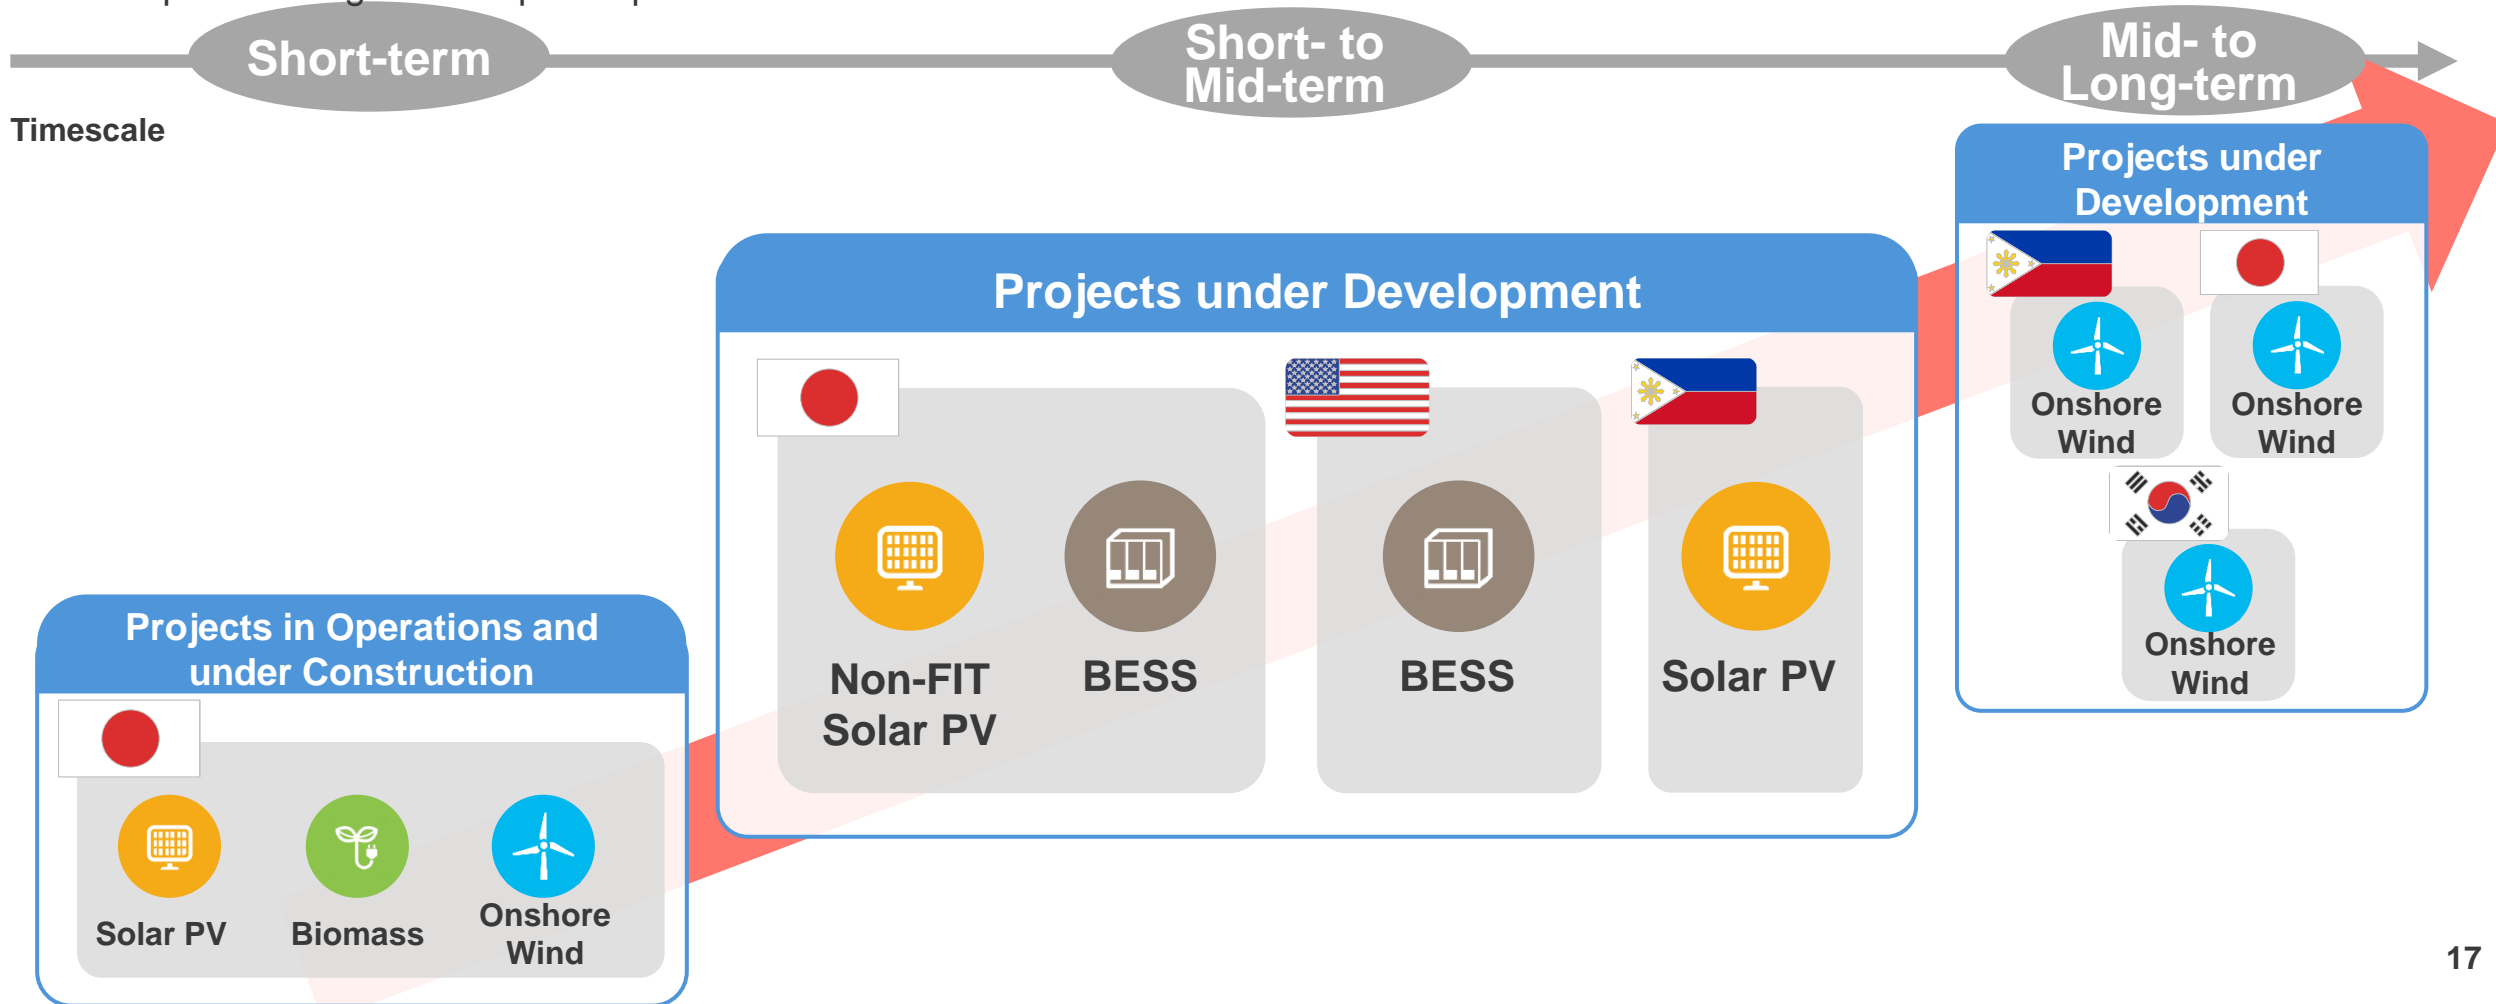 Short-term
Short- to
Mid-term
Mid- to
Long-term
Timescale
Projects in Operations and
under Construction
Solar PV
Biomass
Onshore
Wind
Projects under Development
Non-FIT
Solar PV
BESS
BESS
Solar PV
Projects under
Development
Onshore
Wind
Onshore
Wind
Onshore
Wind
17